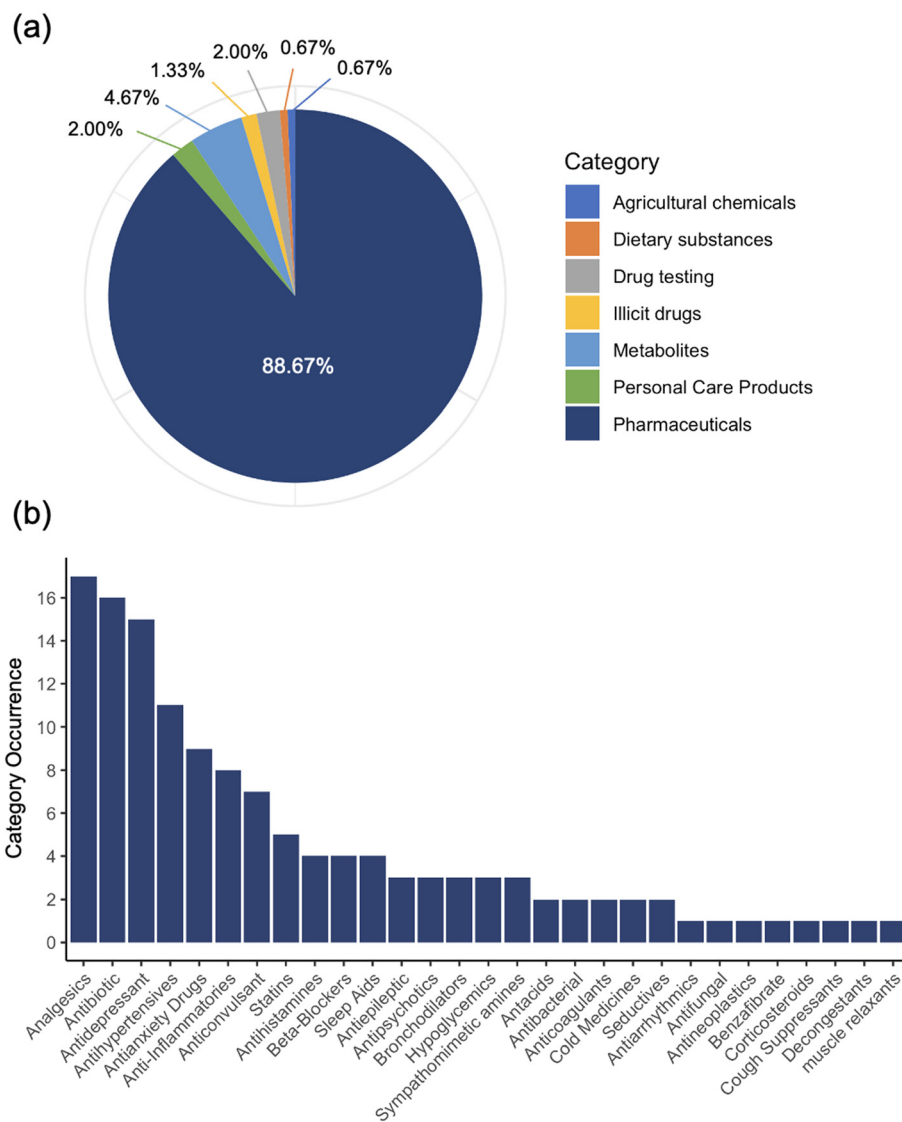 (a)
2.00%
0.67%
1.33%
0.67%
4.67%
2.00%
88.67%
Category
Agricultural chemicals
Dietary substances
Drug testing
Illicit drugs
Metabolites
Personal Care Products
Pharmaceuticals
(b)
Category Occurrence
16
14
12
10
8
6
4
2
0
Analgesics
Antibiotic
Antidepressant
Antihypertensives
Antianxiety Drugs
Anti-Inflammatories
Anticonvulsant
Statins
Antihistamines
Beta-Blockers
Sleep Aids
Antiepileptic
Antipsychotics
Bronchodilators
Hypoglycemics
Sympathomimetic amines
Antacids
Antibacterial
Anticoagulants
Cold Medicines
Seductives
Antiarrhythmics
Antifungal
Antineoplastics
Benzafibrate
Corticosteroids
Cough Suppressants
Decongestants
muscle relaxants